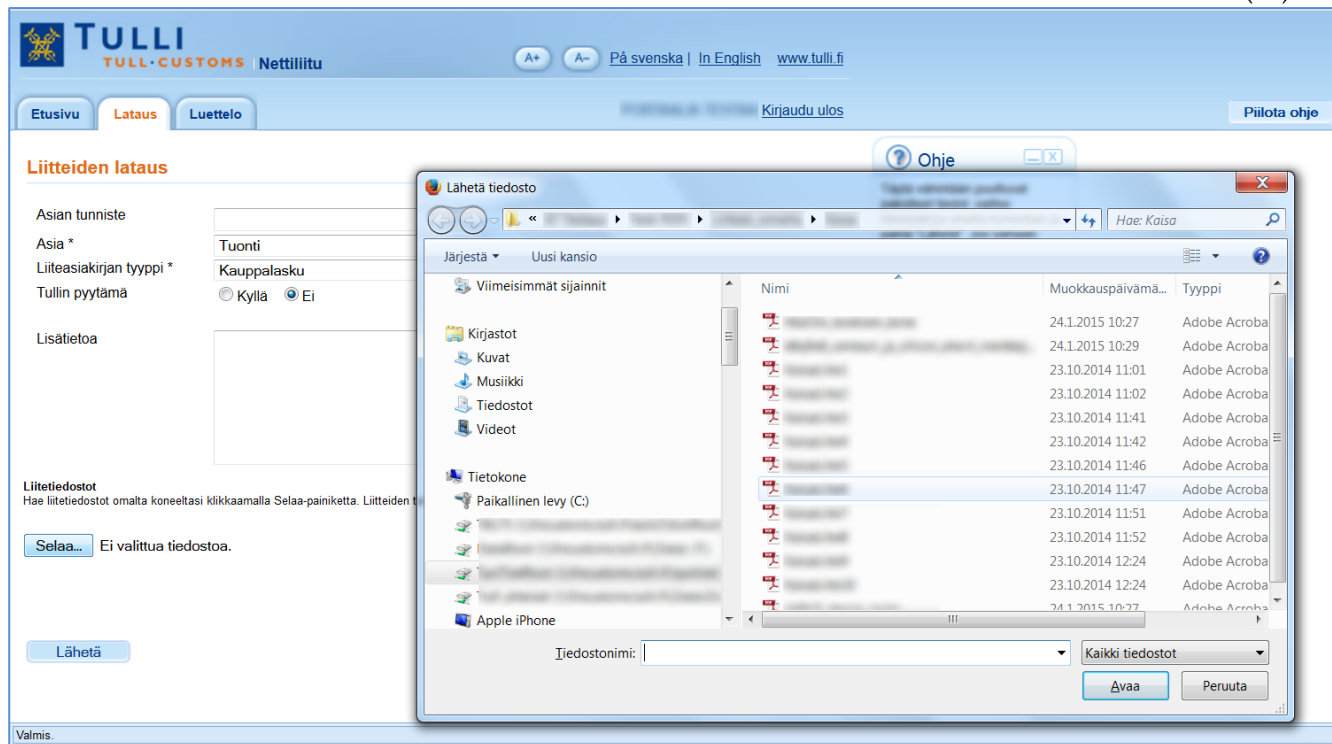 TULLI
TULL·CUSTOMS Nettiliitu
A+ A- På svenska | In English www.tulli.fi
Etusivu Lataus Luettelo
Kirjaudu ulos
Piilota ohje
Liitteiden lataus
Ohje
Asian tunniste
Asia * Tuonti
Liiteasiakirjan tyyppi * Kauppalasku
Tullin pyytämä Kyllä Ei
Lisätietoa
Liitetiedostot
Hae liitetiedostot omalta koneeltasi klikkaamalla Selaa-painiketta. Liitteiden
Selaa... Ei valittua tiedostoa.
Lähetä
Valmis.
Lähetä tiedosto
« Hae: Kaisa
Järjestä Uusi kansio
Viimeisimmät sijainnit
Kirjastot
Kuvat
Musiikki
Tiedostot
Videot
Tietokone
Paikallinen levy (C:)
Apple iPhone
Nimi Muokkauspäivämä... Tyyppi
24.1.2015 10:27 Adobe Acroba
24.1.2015 10:29 Adobe Acroba
23.10.2014 11:01 Adobe Acroba
23.10.2014 11:02 Adobe Acroba
23.10.2014 11:41 Adobe Acroba
23.10.2014 11:42 Adobe Acroba
23.10.2014 11:46 Adobe Acroba
23.10.2014 11:47 Adobe Acroba
23.10.2014 11:51 Adobe Acroba
23.10.2014 11:52 Adobe Acroba
23.10.2014 12:24 Adobe Acroba
23.10.2014 12:24 Adobe Acroba
24.1.2015 10:27 Adobe Acroba
Tiedostonimi: Kaikki tiedostot
Avaa Peruuta